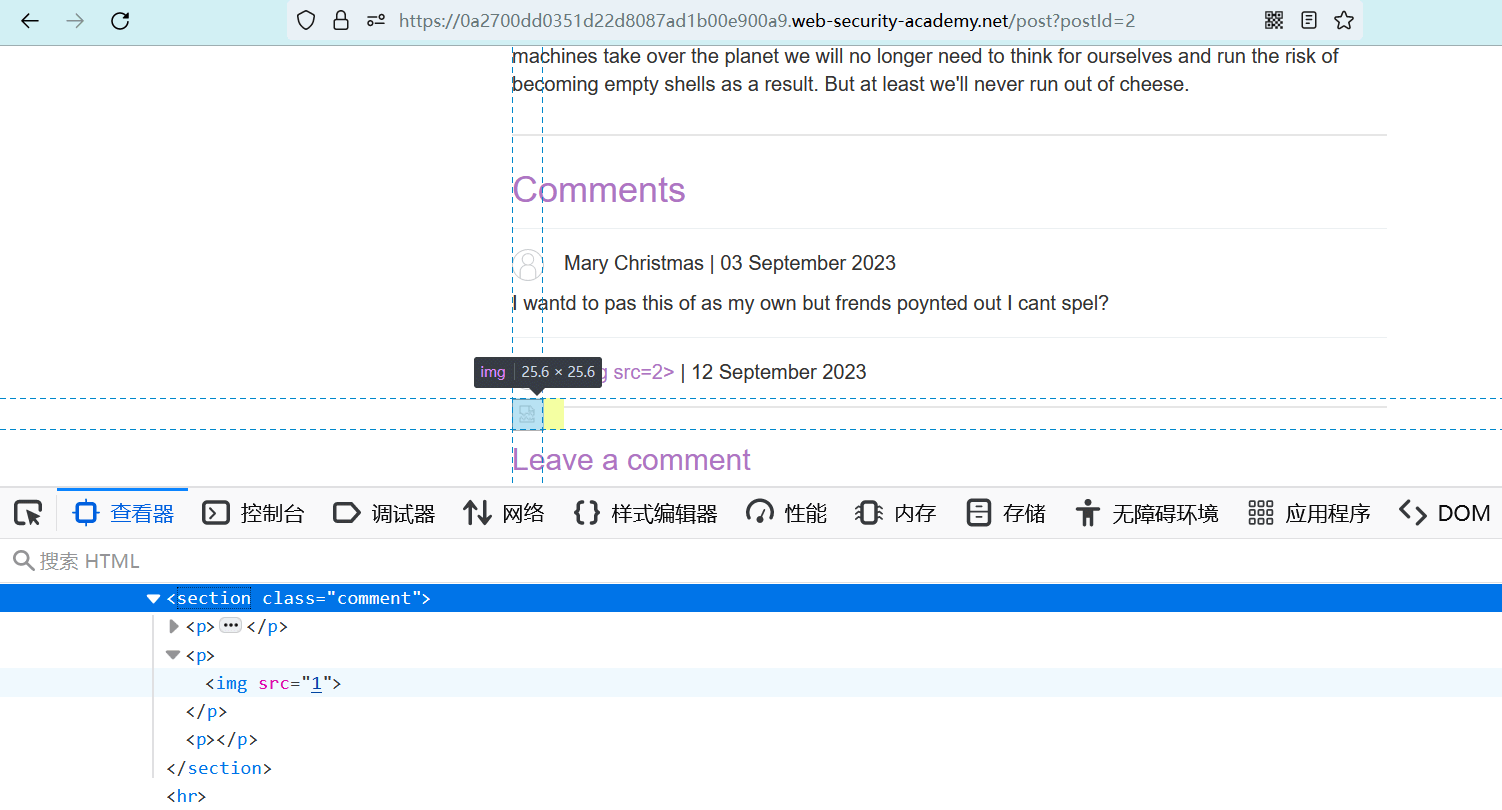 https://0a2700dd0351d22d8087ad1b00e900a9.web-security-academy.net/post?postId=2
machines take over the planet we will no longer need to think for ourselves and run the risk of
becoming empty shells as a result. But at least we'll never run out of cheese.
Comments
Mary Christmas | 03 September 2023
I wantd to pas this of as my own but frends poynted out I cant spel?
img 25.6 × 25.6
src=2> | 12 September 2023
Leave a comment
查看器 控制台 调试器 网络 样式编辑器 性能 内存 存储 无障碍环境 应用程序 DOM
搜索 HTML
<section class="comment">
<p> ••• </p>
<p>
<img src="1">
</p>
<p></p>
</section>
<hr>